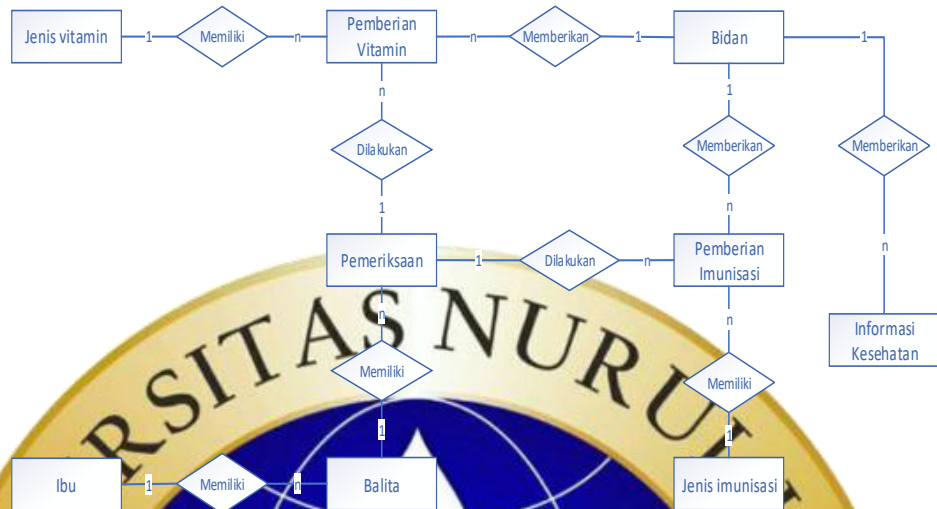 Jenis vitamin
1
Memiliki
n
Pemberian
Vitamin
n
Memberikan
1
Bidan
1
n
1
Dilakukan
Memberikan
Memberikan
1
n
Pemeriksaan
1
Dilakukan
n
Pemberian
Imunisasi
n
n
n
Informasi
Kesehatan
RSITAS NURUL
Memiliki
Memiliki
1
1
Ibu
1
Memiliki
n
Balita
Jenis imunisasi